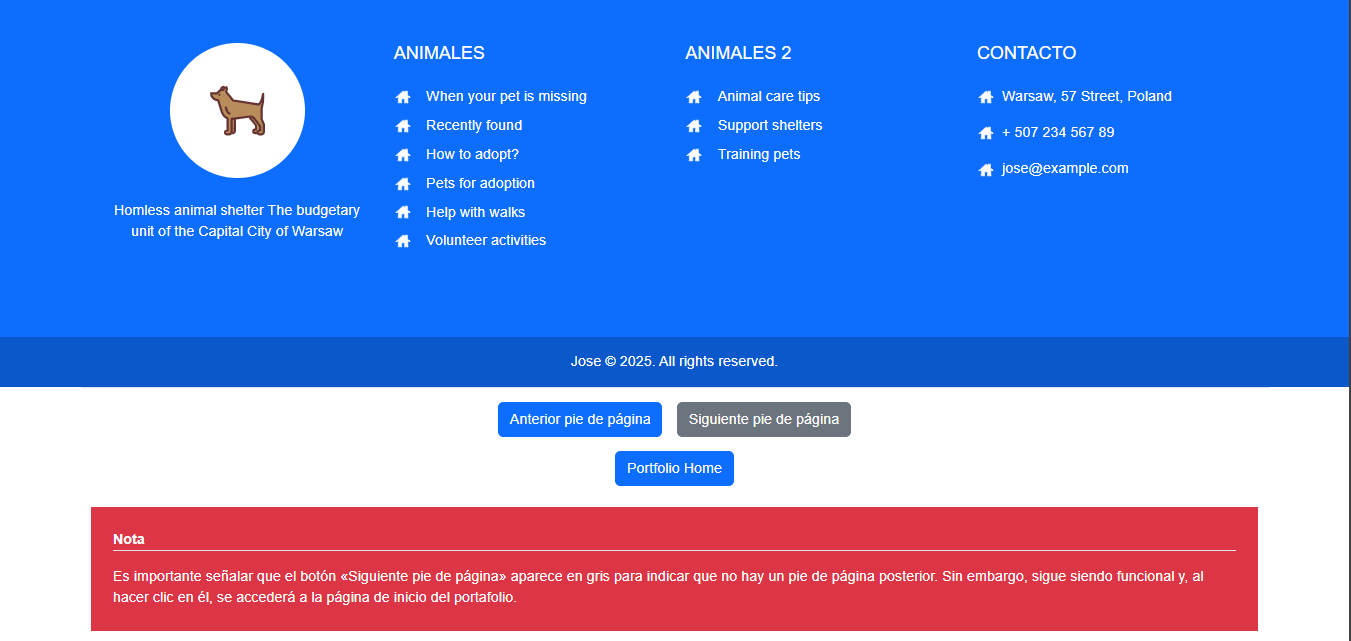 Homless animal shelter The budgetary
unit of the Capital City of Warsaw
ANIMALES
When your pet is missing
Recently found
How to adopt?
Pets for adoption
Help with walks
Volunteer activities
ANIMALES 2
Animal care tips
Support shelters
Training pets
CONTACTO
Warsaw, 57 Street, Poland
+ 507 234 567 89
jose@example.com
Jose © 2025. All rights reserved.
Anterior pie de página
Siguiente pie de página
Portfolio Home
Nota
Es importante señalar que el botón «Siguiente pie de página» aparece en gris para indicar que no hay un pie de página posterior. Sin embargo, sigue siendo funcional y, al
hacer clic en él, se accederá a la página de inicio del portafolio.